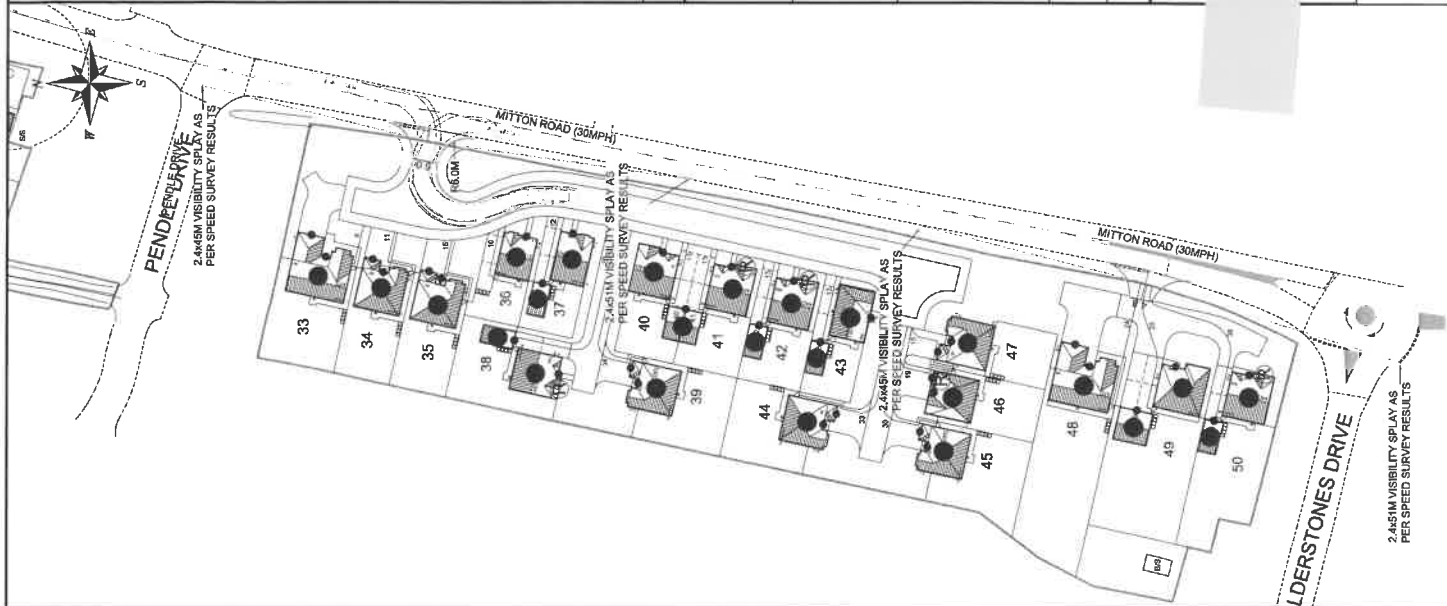 N
E
S
W
S/S
PENDLE DRIVE
PENDLE DRIVE
2.4x45M VISIBILITY SPLAY AS
PER SPEED SURVEY RESULTS
MITTON ROAD (30MPH)
R6.0M
2.4x51M VISIBILITY SPLAY AS
PER SPEED SURVEY RESULTS
33
34
35
36
37
38
39
40
41
42
43
44
2.4x45M VISIBILITY SPLAY AS
PER SPEED SURVEY RESULTS
MITTON ROAD (30MPH)
45
46
47
48
49
50
B/S
LDERSTONES DRIVE
2.4x51M VISIBILITY SPLAY AS
PER SPEED SURVEY RESULTS